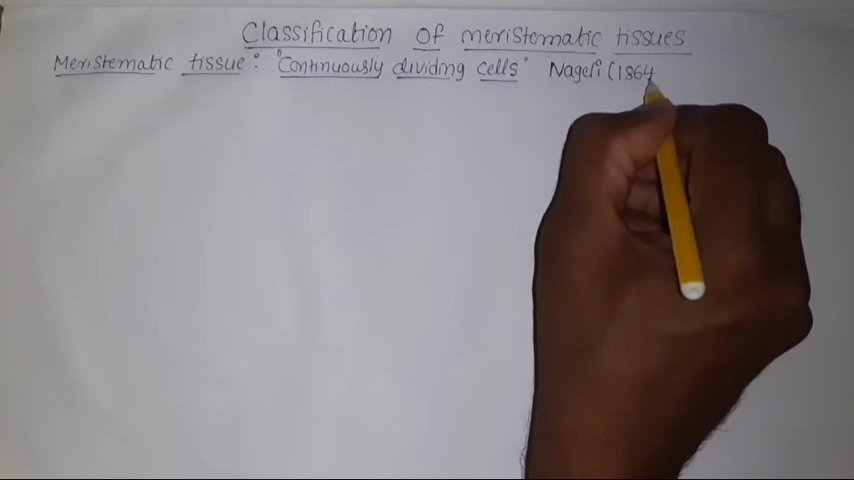 Classification of meristematic tissues
Meristematic tissue : "Continuously dividing cells" Nageli (1864